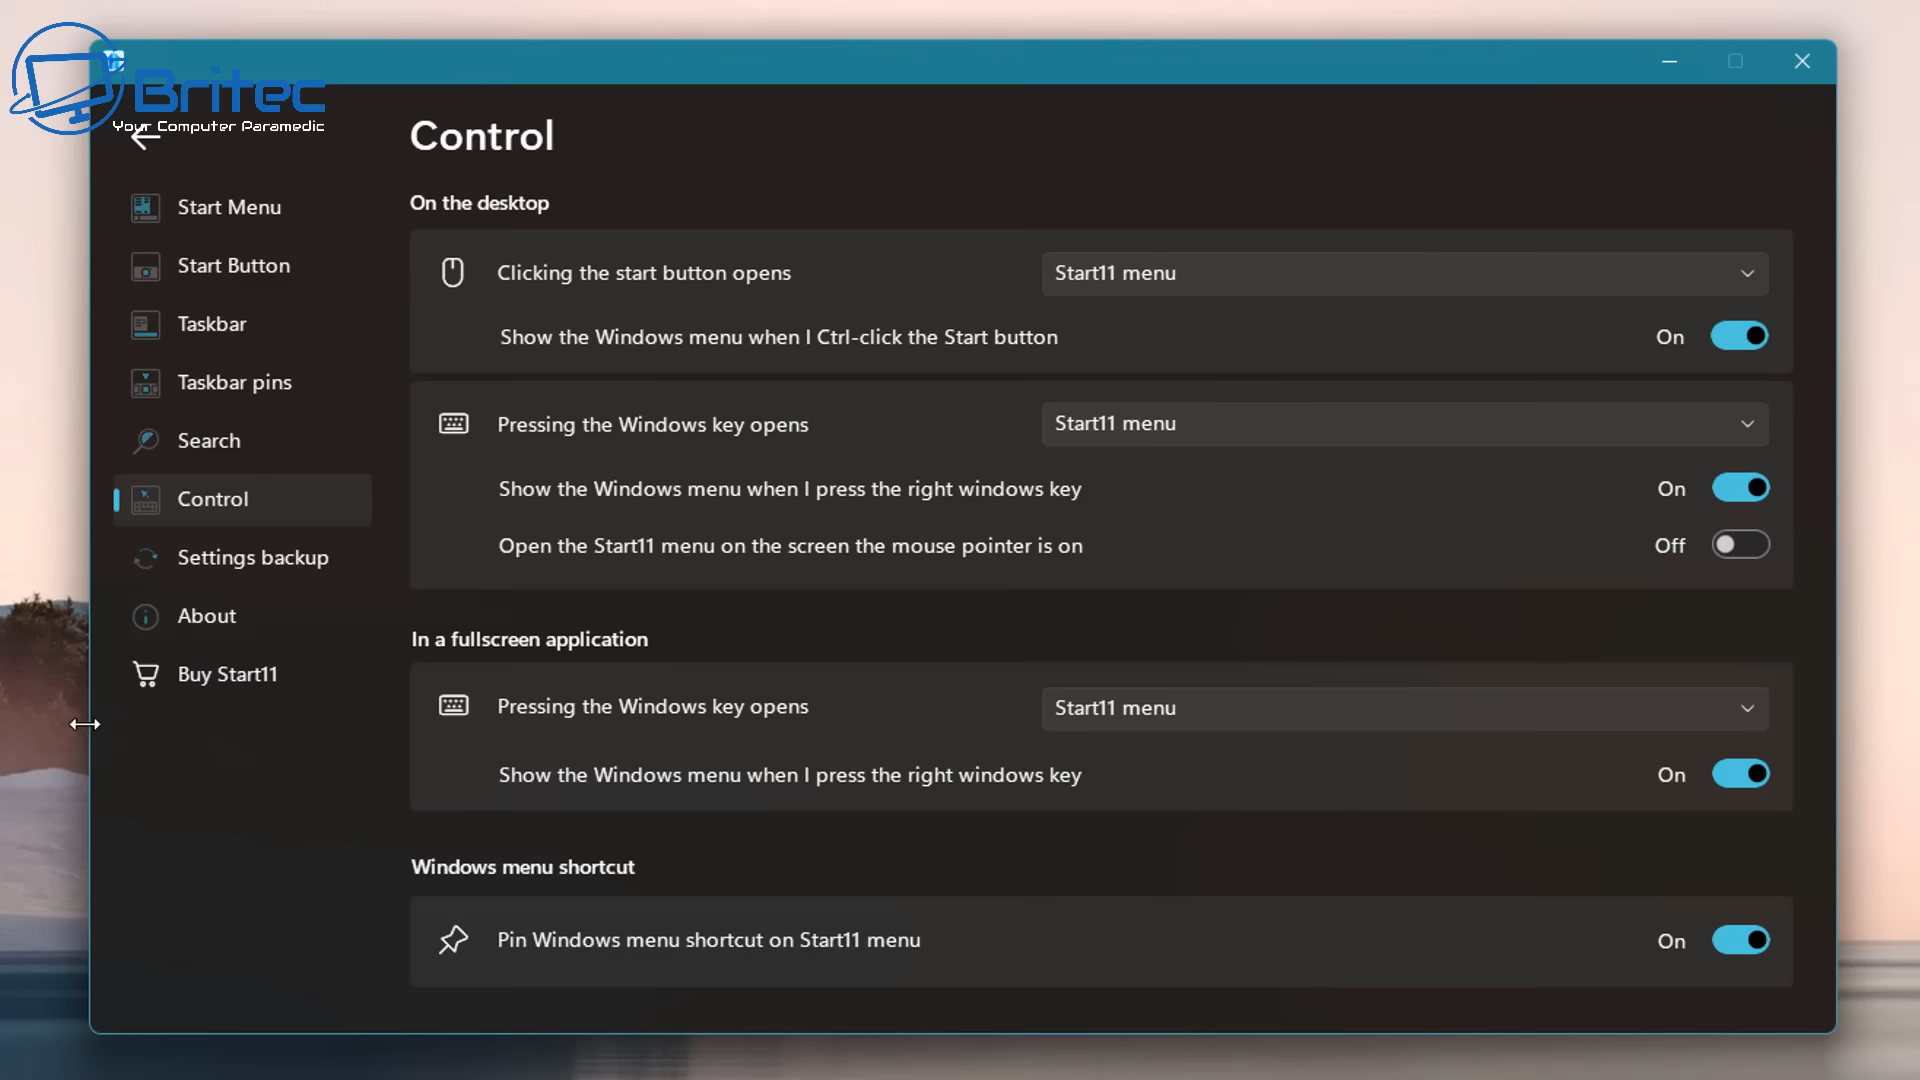 Britec
Your Computer Paramedic
Control
Start Menu
Start Button
Taskbar
Taskbar pins
Search
Control
Settings backup
About
Buy Start11
On the desktop
Clicking the start button opens
Start11 menu
Show the Windows menu when I Ctrl-click the Start button
On
Pressing the Windows key opens
Start11 menu
Show the Windows menu when I press the right windows key
On
Open the Start11 menu on the screen the mouse pointer is on
Off
In a fullscreen application
Pressing the Windows key opens
Start11 menu
Show the Windows menu when I press the right windows key
On
Windows menu shortcut
Pin Windows menu shortcut on Start11 menu
On